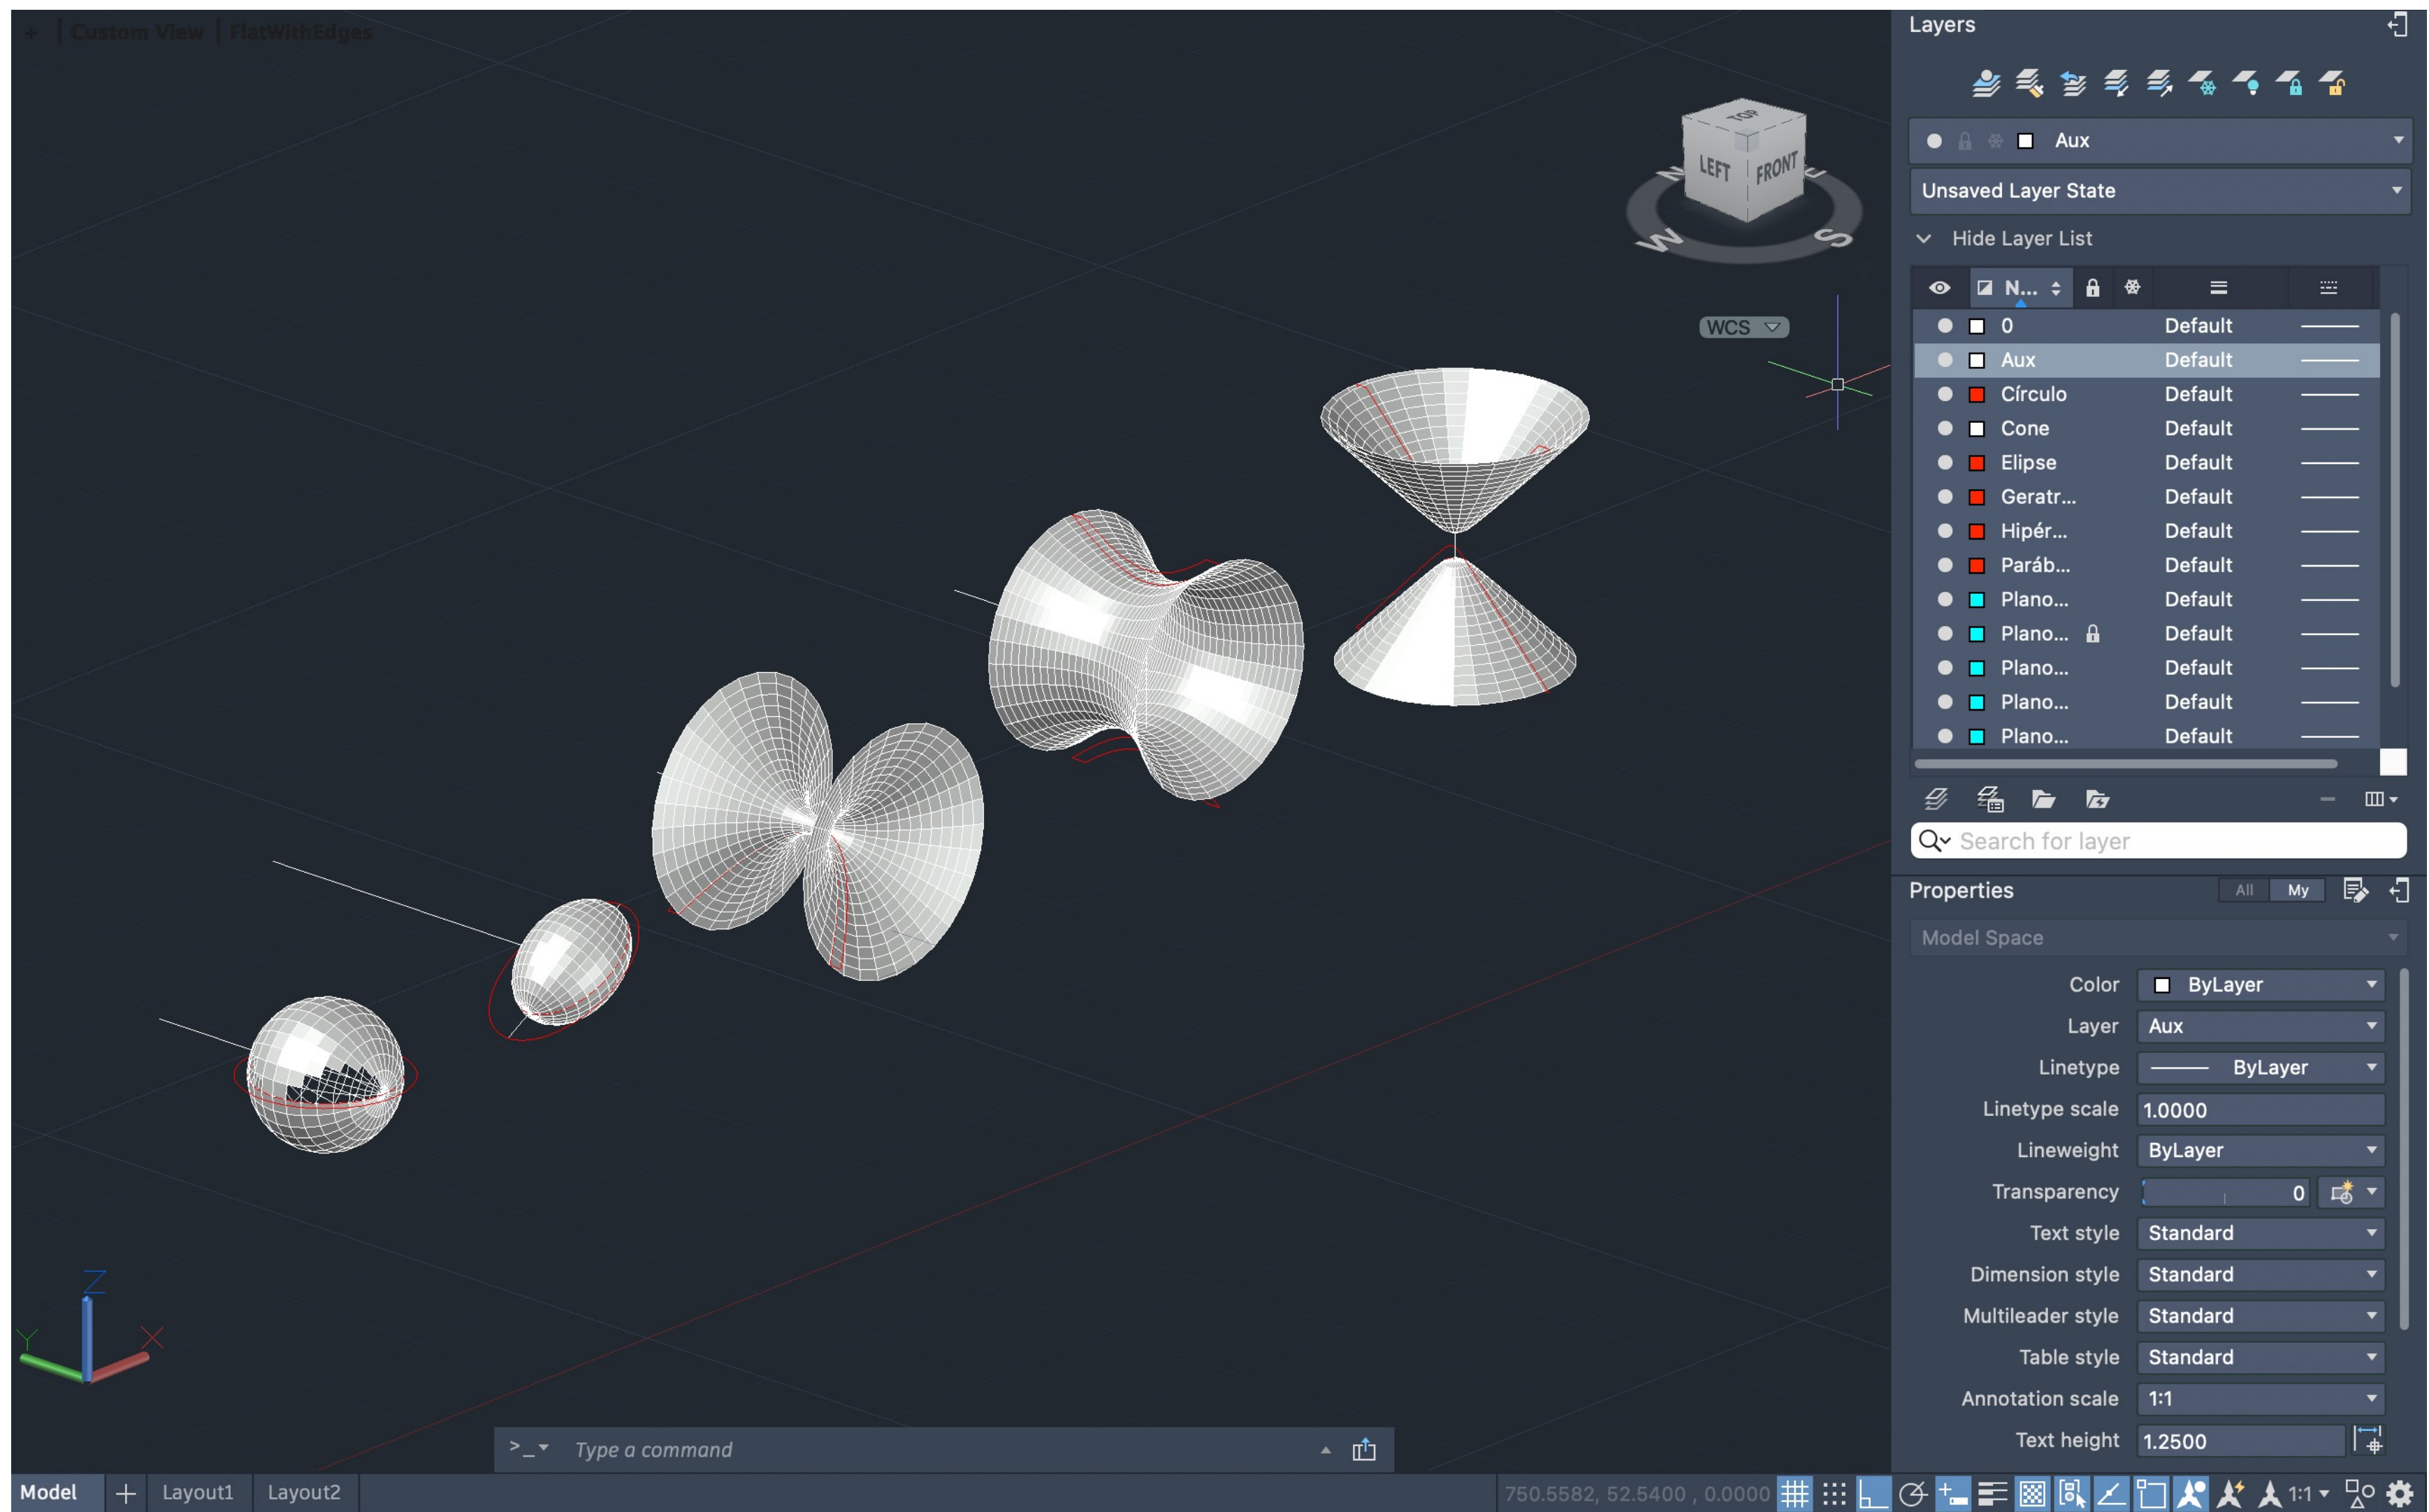 + | Custom View | FlatWithEdges
TOP
LEFT
FRONT
N
E
W
S
WCS
Z
Y
X
>_ Type a command
Layers
Aux
Unsaved Layer State
Hide Layer List
N...
0 Default
Aux Default
Círculo Default
Cone Default
Elipse Default
Geratr... Default
Hipér... Default
Paráb... Default
Plano... Default
Plano... Default
Plano... Default
Plano... Default
Plano... Default
Search for layer
Properties All My
Model Space
Color ByLayer
Layer Aux
Linetype ByLayer
Linetype scale 1.0000
Lineweight ByLayer
Transparency 0
Text style Standard
Dimension style Standard
Multileader style Standard
Table style Standard
Annotation scale 1:1
Text height 1.2500
Model + Layout1 Layout2
750.5582, 52.5400 , 0.0000 1:1